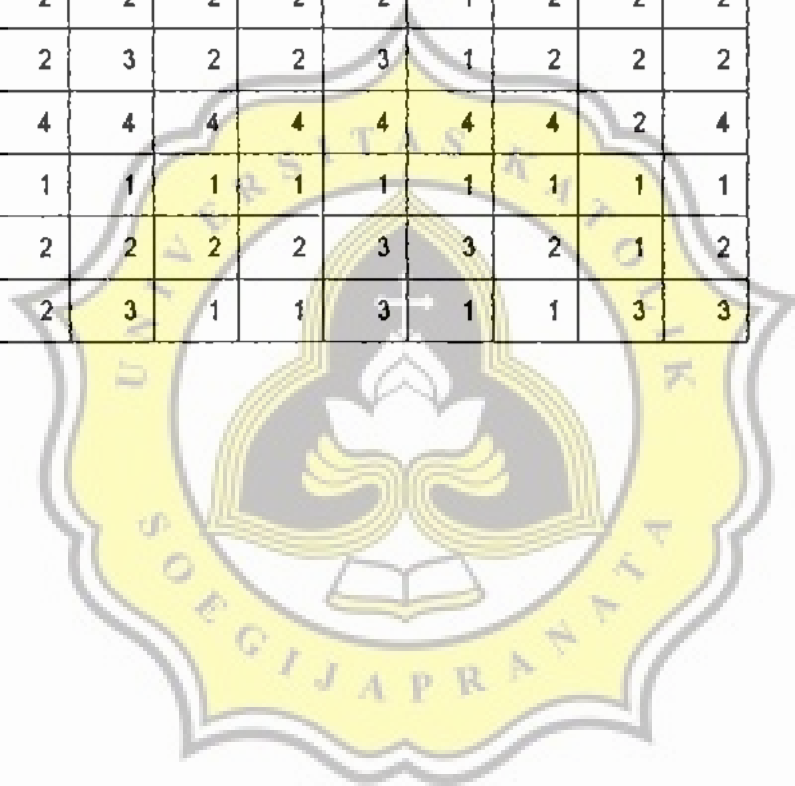 2 2 2 2 2 1 2 2 2
2 3 2 2 3 1 2 2 2
4 4 4 4 4 4 4 2 4
1 1 1 1 1 1 1 1 1
2 2 2 2 3 3 2 1 2
2 3 1 1 3 1 1 3 3
UNIVERSITAS KATOLIK
SOEGIJAPRANATA